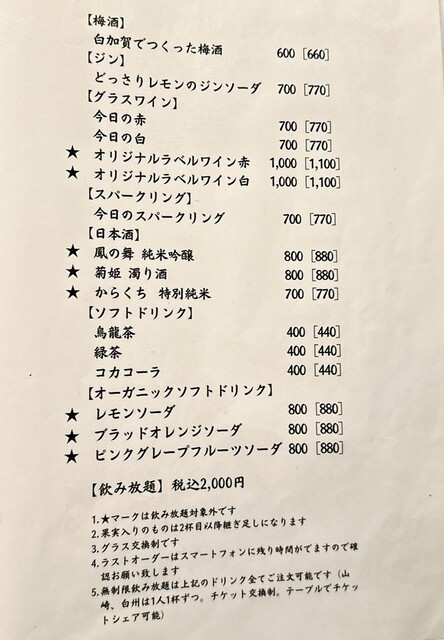 【梅酒】
白加賀でつくった梅酒 600 [660]
【ジン】
どっさりレモンのジンソーダ 700 [770]
【グラスワイン】
今日の赤 700 [770]
今日の白 700 [770]
★ オリジナルラベルワイン赤 1,000 [1,100]
★ オリジナルラベルワイン白 1,000 [1,100]
【スパークリング】
今日のスパークリング 700 [770]
【日本酒】
★ 鳳の舞 純米吟醸 800 [880]
★ 菊姫 濁り酒 800 [880]
★ からくち 特別純米 700 [770]
【ソフトドリンク】
烏龍茶 400 [440]
緑茶 400 [440]
コカコーラ 400 [440]
【オーガニックソフトドリンク】
★ レモンソーダ 800 [880]
★ ブラッドオレンジソーダ 800 [880]
★ ピンクグレープフルーツソーダ 800 [880]
【飲み放題】税込2,000円
1.★マークは飲み放題対象外です
2.果実入りのものは2杯目以降継ぎ足しになります
3.グラス交換制です
4.ラストオーダーはスマートフォンに残り時間がでますので確
認お願い致します
5.無制限飲み放題は上記のドリンク全てご注文可能です（山
崎、白州は1人1杯ずつ。チケット交換制。テーブルでチケッ
トシェア可能）